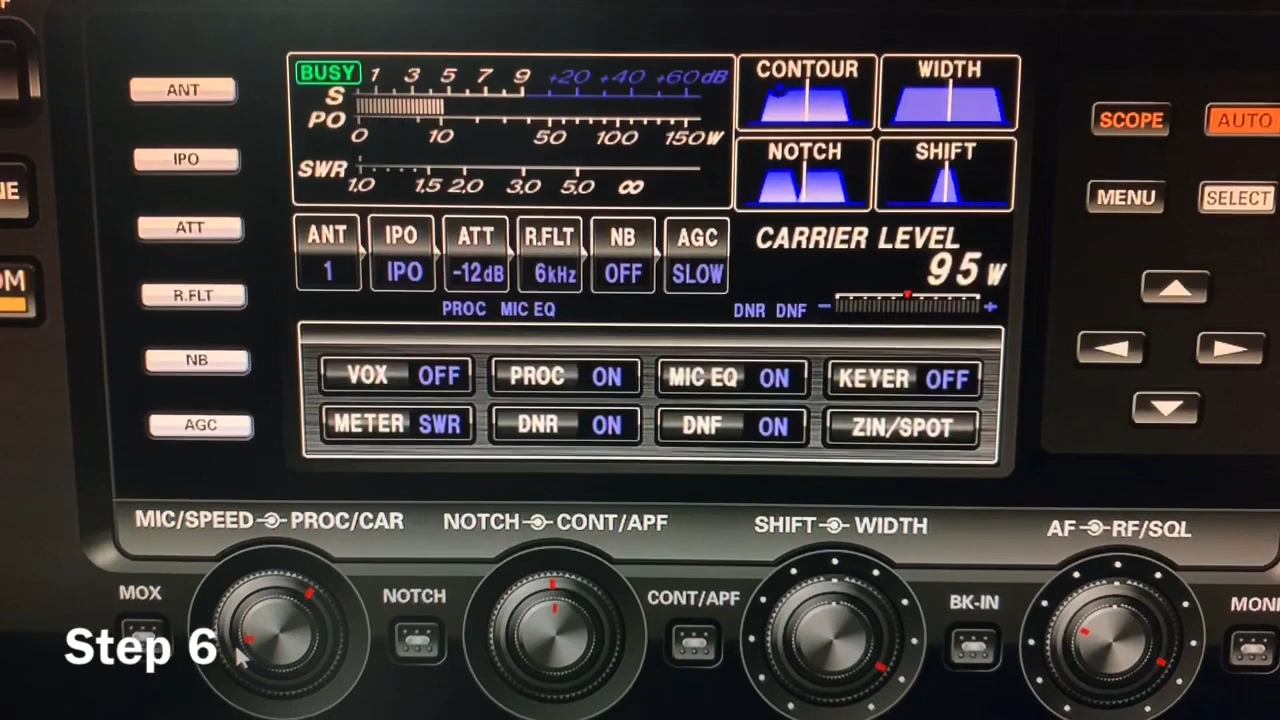 ANT
IPO
ATT
R.FLT
NB
AGC
BUSY 1 3 5 7 9 +20 +40 +60dB
S
PO
0 10 50 100 150W
SWR
1.0 1.5 2.0 3.0 5.0 ∞
CONTOUR WIDTH
NOTCH SHIFT
ANT IPO ATT R.FLT NB AGC
1 IPO -12dB 6kHz OFF SLOW
CARRIER LEVEL
95W
PROC MIC EQ DNR DNF - +
VOX OFF PROC ON MIC EQ ON KEYER OFF
METER SWR DNR ON DNF ON ZIN/SPOT
SCOPE AUTO
MENU SELECT
MIC/SPEED PROC/CAR NOTCH CONT/APF SHIFT WIDTH AF RF/SQL
MOX NOTCH CONT/APF BK-IN MONI
Step 6